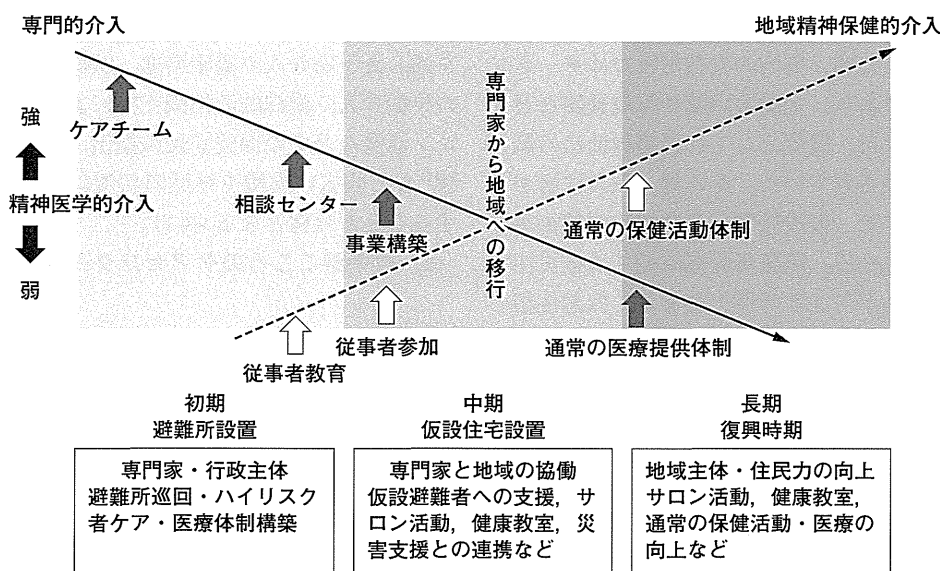 専門的介入
地域精神保健的介入
強
精神医学的介入
弱
ケアチーム
相談センター
事業構築
専門家から地域への移行
通常の保健活動体制
従事者教育
従事者参加
通常の医療提供体制
初期
避難所設置
専門家・行政主体
避難所巡回・ハイリスク
者ケア・医療体制構築
中期
仮設住宅設置
専門家と地域の協働
仮設避難者への支援，サ
ロン活動，健康教室，災
害支援との連携など
長期
復興時期
地域主体・住民力の向上
サロン活動，健康教室，
通常の保健活動・医療の
向上など